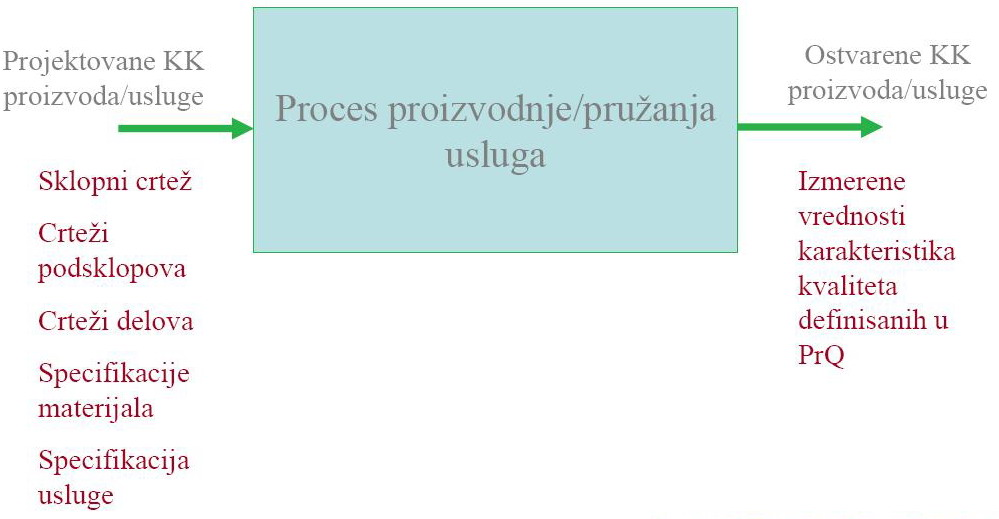 Projektovane KK
proizvoda/usluge
Proces proizvodnje/pružanja
usluga
Ostvarene KK
proizvoda/usluge
Sklopni crtež
Crteži
podsklopova
Crteži delova
Specifikacije
materijala
Specifikacija
usluge
Izmerene
vrednosti
karakteristika
kvaliteta
definisanih u
PrQ